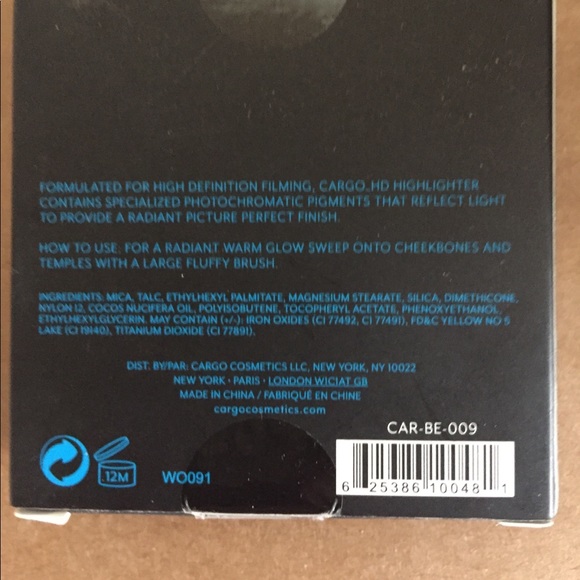 FORMULATED FOR HIGH DEFINITION FILMING, CARGO_HD HIGHLIGHTER
CONTAINS SPECIALIZED PHOTOCHROMATIC PIGMENTS THAT REFLECT LIGHT
TO PROVIDE A RADIANT PICTURE PERFECT FINISH.
HOW TO USE: FOR A RADIANT WARM GLOW SWEEP ONTO CHEEKBONES AND
TEMPLES WITH A LARGE FLUFFY BRUSH.
INGREDIENTS: MICA, TALC, ETHYLHEXYL PALMITATE, MAGNESIUM STEARATE, SILICA, DIMETHICONE,
NYLON 12, COCOS NUCIFERA OIL, POLYISOBUTENE, TOCOPHERYL ACETATE, PHENOXYETHANOL,
ETHYLHEXYLGLYCERIN. MAY CONTAIN (+/-): IRON OXIDES (CI 77492, CI 77491), FD&C YELLOW NO 5
LAKE (CI 19140), TITANIUM DIOXIDE (CI 77891).
DIST. BY/PAR: CARGO COSMETICS LLC, NEW YORK, NY 10022
NEW YORK · PARIS · LONDON W1C1AT GB
MADE IN CHINA / FABRIQUÉ EN CHINE
cargocosmetics.com
CAR-BE-009
12M
WO091
6 25386 10048 1